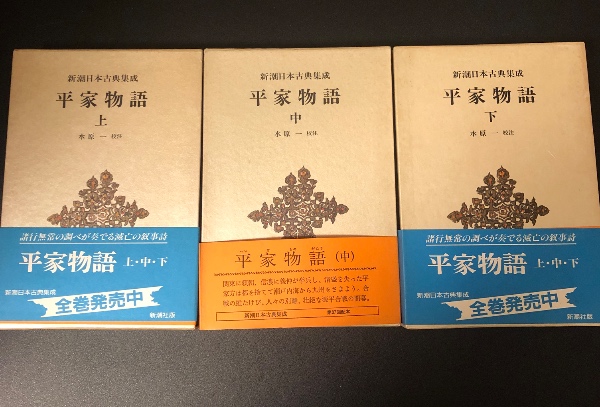 新潮日本古典集成
平家物語
上
水原一 校注
諸行無常の調べが奏でる滅亡の叙事詩
平家物語 上・中・下
新潮日本古典集成
全巻発売中
新潮社版
新潮日本古典集成
平家物語
中
水原一 校注
平家物語(中)
新潮日本古典集成
新潮日本古典集成
平家物語
下
水原一 校注
諸行無常の調べが奏でる滅亡の叙事詩
平家物語 上・中・下
新潮日本古典集成
全巻発売中
新潮社版